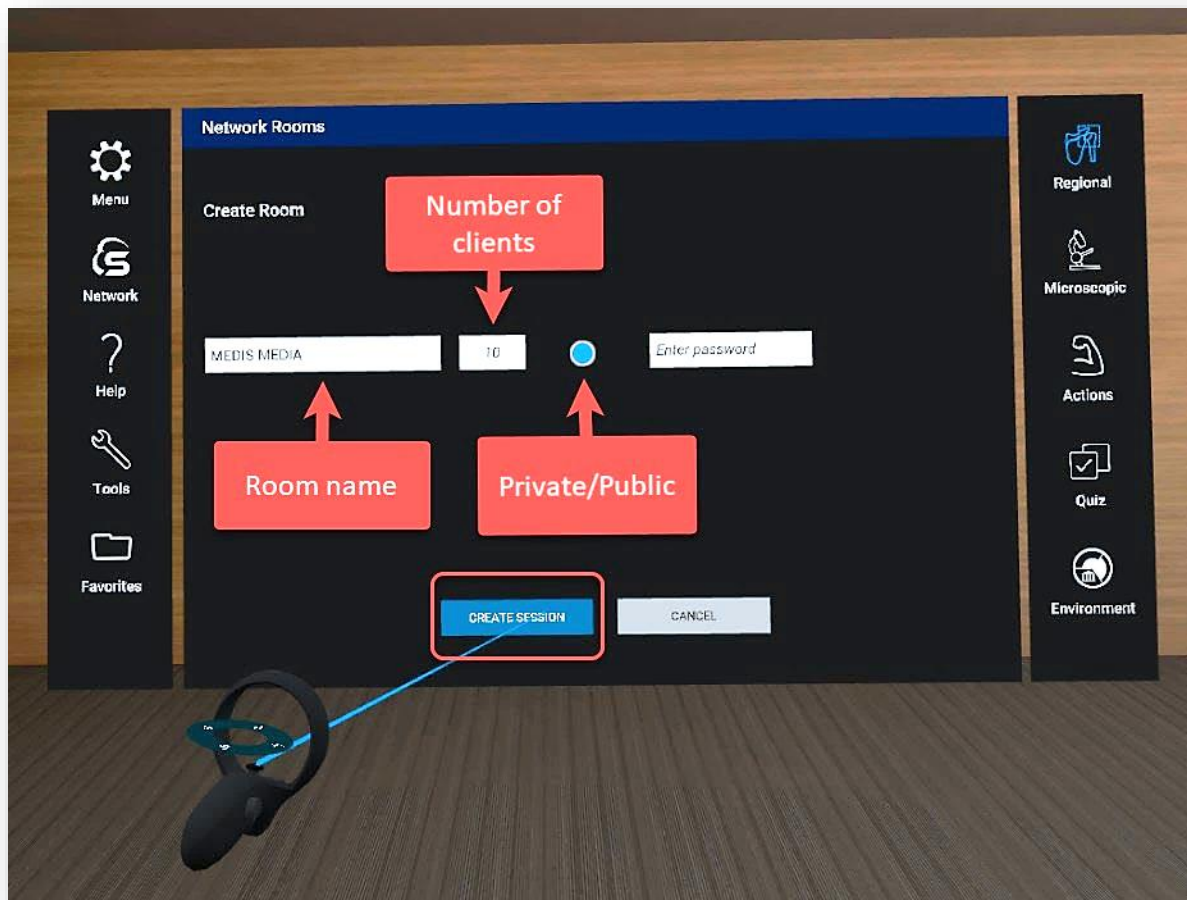 Network Rooms
Create Room
Number of
clients
MEDIS MEDIA
10
Enter password
Room name
Private/Public
CREATE SESSION
CANCEL
Menu
Network
Help
Tools
Favorites
Regional
Microscopic
Actions
Quiz
Environment